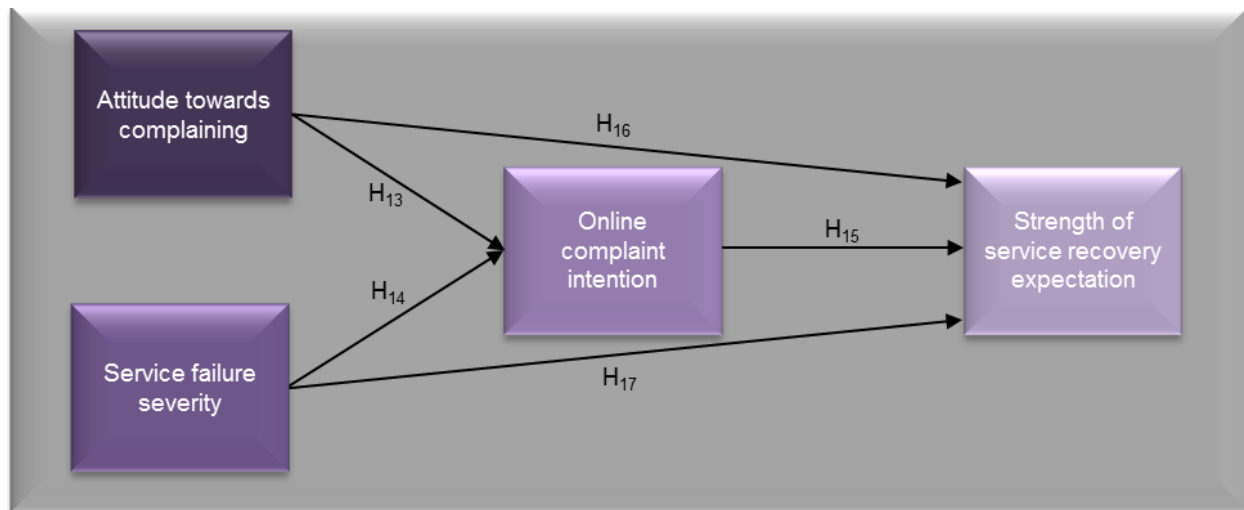 Attitude towards
complaining
H₁₆
H₁₃
Online
complaint
intention
H₁₅
Strength of
service recovery
expectation
H₁₄
Service failure
severity
H₁₇